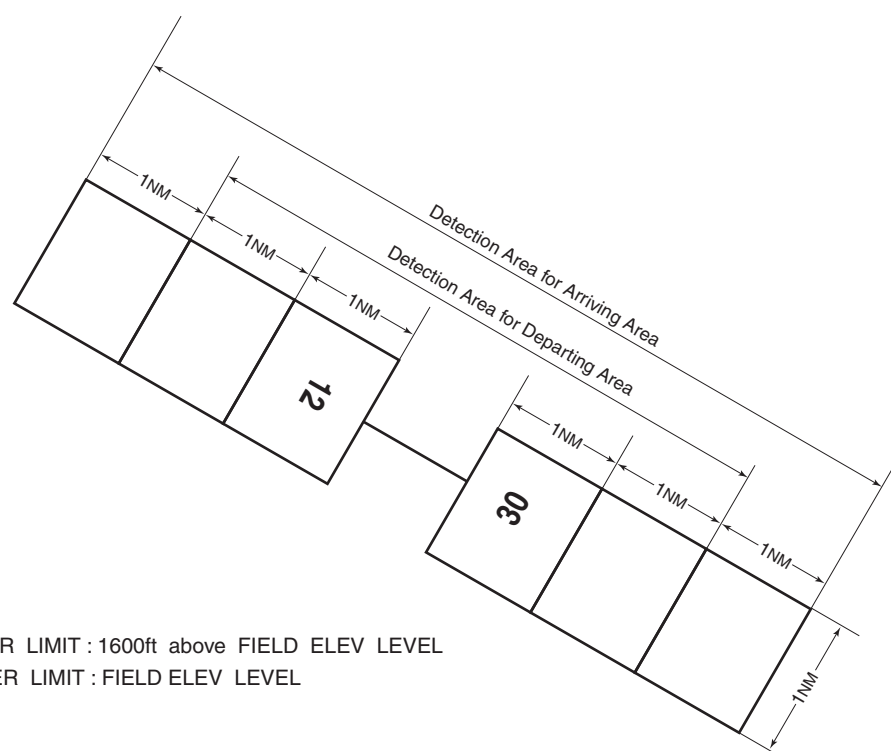 Detection Area for Arriving Area
Detection Area for Departing Area
1NM
1NM
1NM
12
30
1NM
1NM
1NM
1NM
R LIMIT : 1600ft above FIELD ELEV LEVEL
ER LIMIT : FIELD ELEV LEVEL